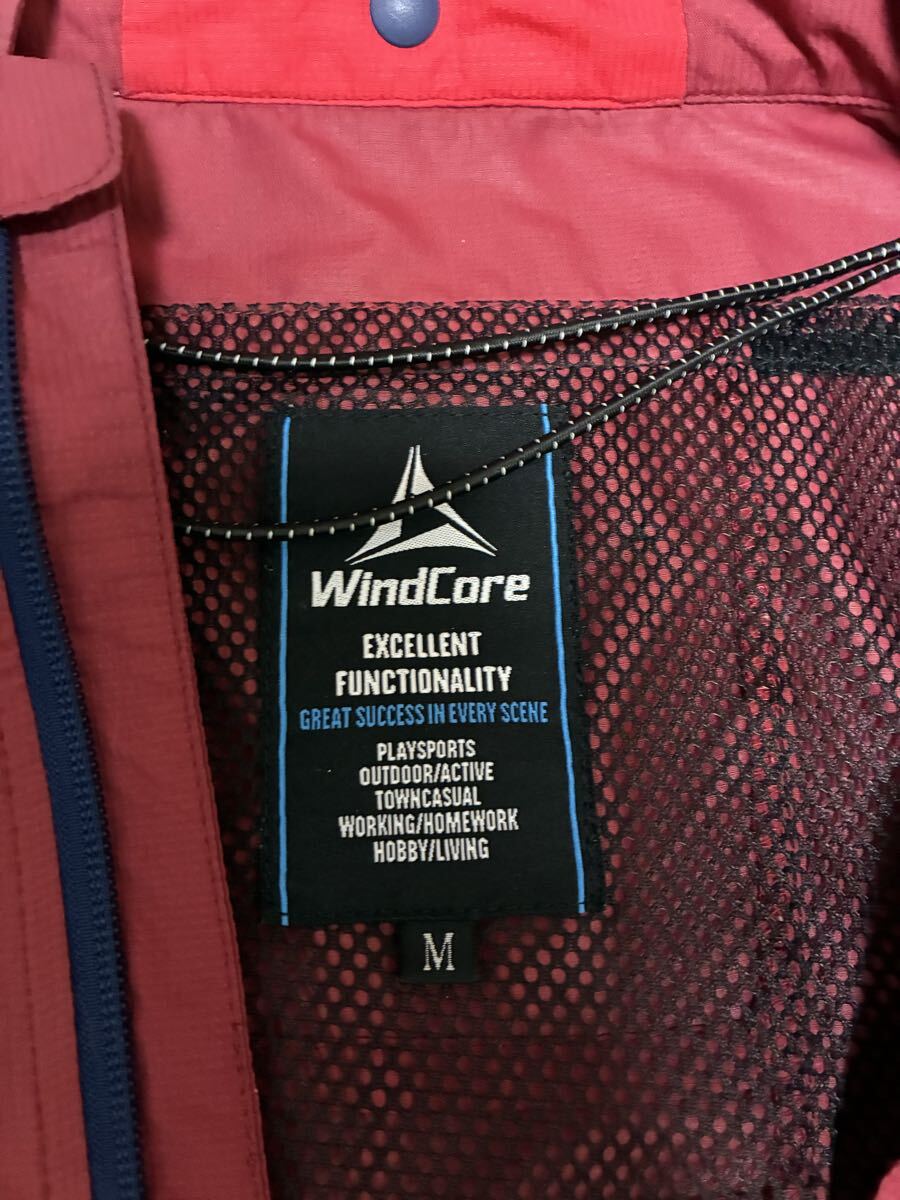 WindCore
EXCELLENT
FUNCTIONALITY
GREAT SUCCESS IN EVERY SCENE
PLAYSPORTS
OUTDOOR/ACTIVE
TOWNCASUAL
WORKING/HOMEWORK
HOBBY/LIVING
M